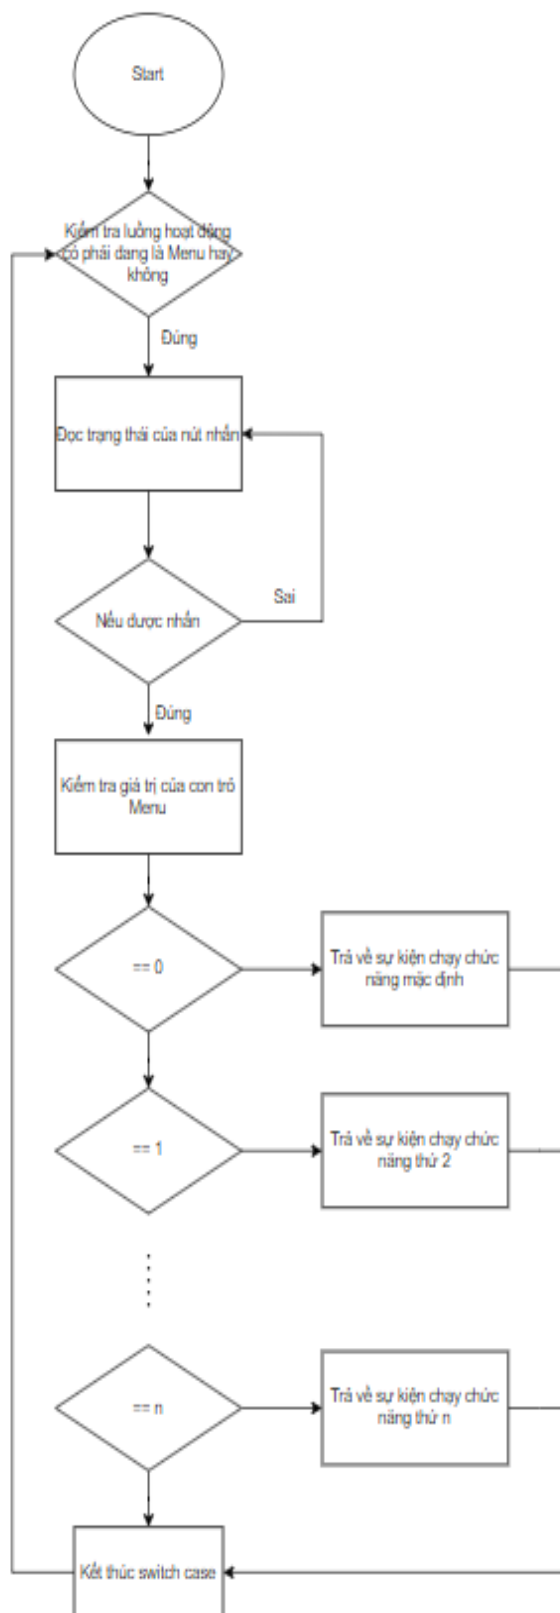 Start
Kiểm tra luồng hoạt động
có phải đang là Menu hay
không
Đúng
Đọc trạng thái của nút nhấn
Nếu được nhấn
Sai
Đúng
Kiểm tra giá trị của con trỏ
Menu
== 0
Trả về sự kiện chạy chức
năng mặc định
== 1
Trả về sự kiện chạy chức
năng thứ 2
== n
Trả về sự kiện chạy chức
năng thứ n
Kết thúc switch case